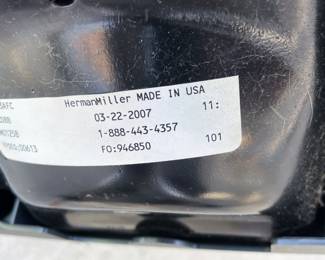 HermanMiller MADE IN USA
03-22-2007 11:
1-888-443-4357
FO:946850 101